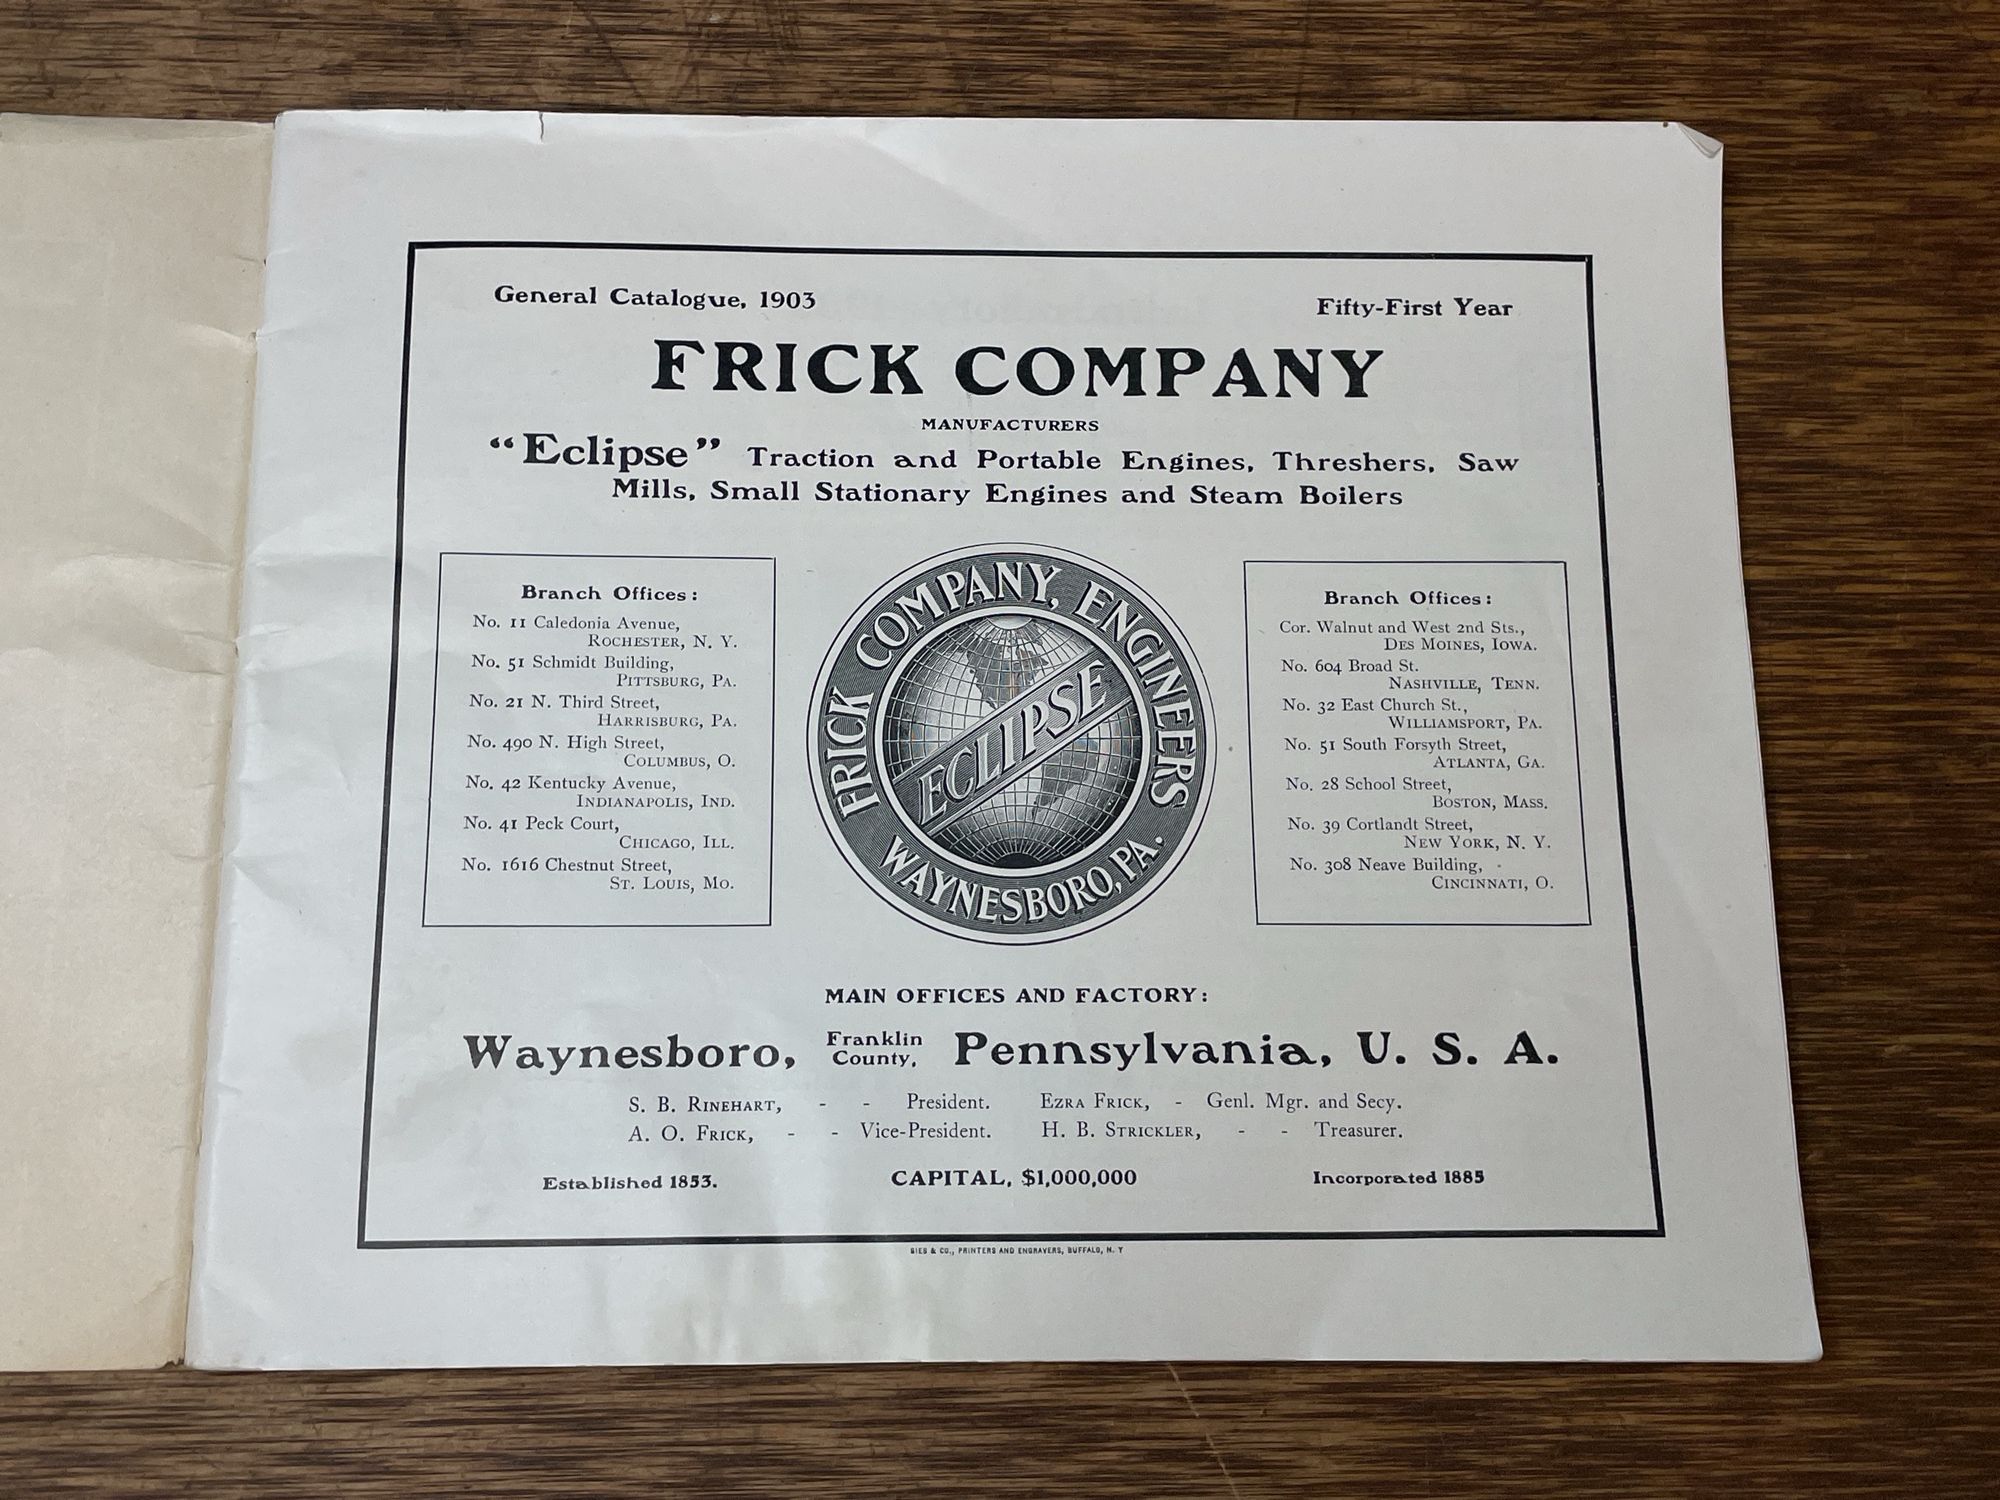 General Catalogue, 1903
Fifty-First Year
FRICK COMPANY
MANUFACTURERS
“Eclipse” Traction and Portable Engines, Threshers, Saw
Mills, Small Stationary Engines and Steam Boilers
Branch Offices:
No. 11 Caledonia Avenue,
ROCHESTER, N. Y.
No. 51 Schmidt Building,
PITTSBURG, PA.
No. 21 N. Third Street,
HARRISBURG, PA.
No. 490 N. High Street,
COLUMBUS, O.
No. 42 Kentucky Avenue,
INDIANAPOLIS, IND.
No. 41 Peck Court,
CHICAGO, ILL.
No. 1616 Chestnut Street,
ST. LOUIS, MO.
FRICK COMPANY, ENGINEERS
ECLIPSE
WAYNESBORO, PA.
Branch Offices:
Cor. Walnut and West 2nd Sts.,
DES MOINES, IOWA.
No. 604 Broad St.
NASHVILLE, TENN.
No. 32 East Church St.,
WILLIAMSPORT, PA.
No. 51 South Forsyth Street,
ATLANTA, GA.
No. 28 School Street,
BOSTON, MASS.
No. 39 Cortlandt Street,
NEW YORK, N. Y.
No. 308 Neave Building,
CINCINNATI, O.
MAIN OFFICES AND FACTORY:
Waynesboro, Franklin County, Pennsylvania, U. S. A.
S. B. RINEHART, - - President. EZRA FRICK, - Genl. Mgr. and Secy.
A. O. FRICK, - - Vice-President. H. B. STRICKLER, - - Treasurer.
Established 1853. CAPITAL, $1,000,000 Incorporated 1885
GIES & CO., PRINTERS AND ENGRAVERS, BUFFALO, N. Y